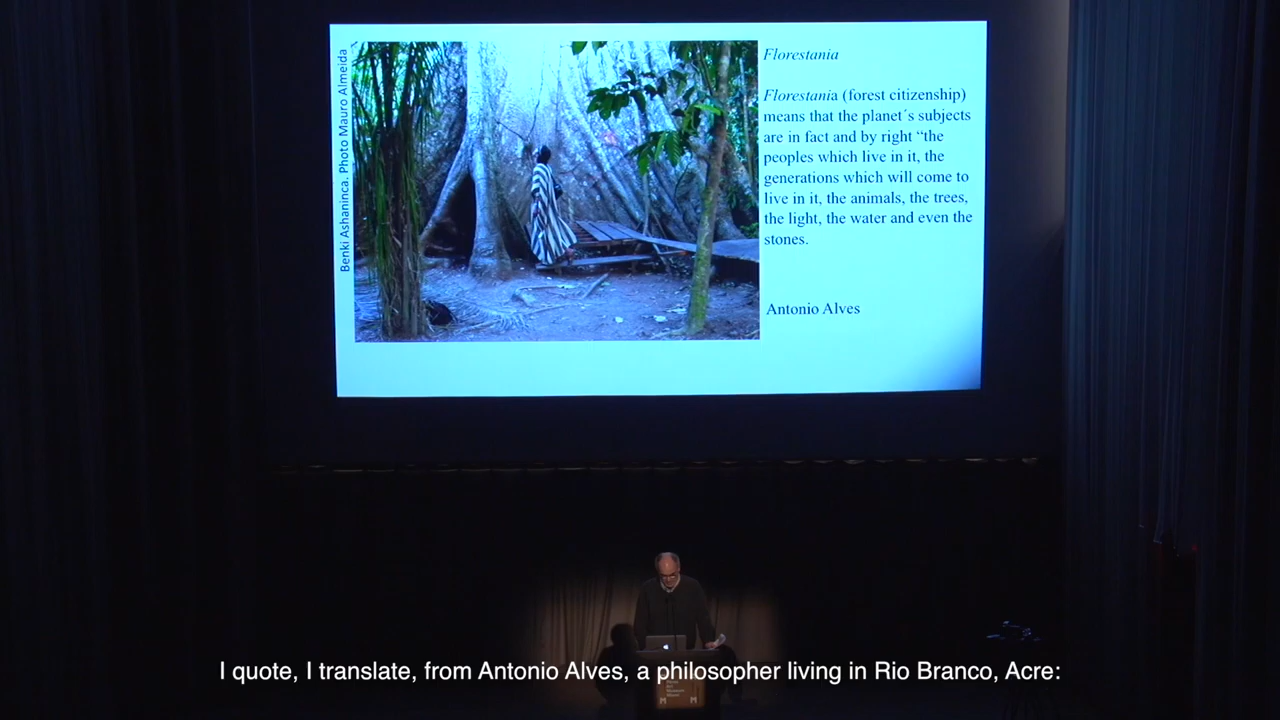 Benki Ashaninca. Photo Mauro Almeida
Florestania
Florestania (forest citizenship)
means that the planet´s subjects
are in fact and by right “the
peoples which live in it, the
generations which will come to
live in it, the animals, the trees,
the light, the water and even the
stones.
Antonio Alves
I quote, I translate, from Antonio Alves, a philosopher living in Rio Branco, Acre: